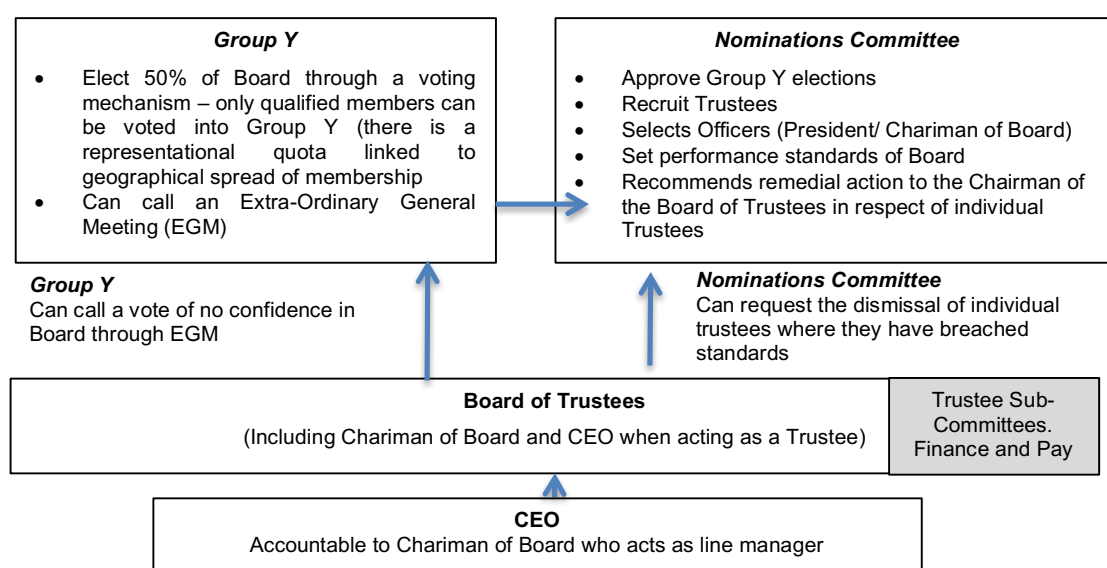 Group Y
• Elect 50% of Board through a voting
mechanism – only qualified members can
be voted into Group Y (there is a
representational quota linked to
geographical spread of membership
• Can call an Extra-Ordinary General
Meeting (EGM)
Nominations Committee
• Approve Group Y elections
• Recruit Trustees
• Selects Officers (President/ Chariman of Board)
• Set performance standards of Board
• Recommends remedial action to the Chairman of
the Board of Trustees in respect of individual
Trustees
Group Y
Can call a vote of no confidence in
Board through EGM
Nominations Committee
Can request the dismissal of individual
trustees where they have breached
standards
Board of Trustees
(Including Chariman of Board and CEO when acting as a Trustee)
Trustee Sub-
Committees.
Finance and Pay
CEO
Accountable to Chariman of Board who acts as line manager